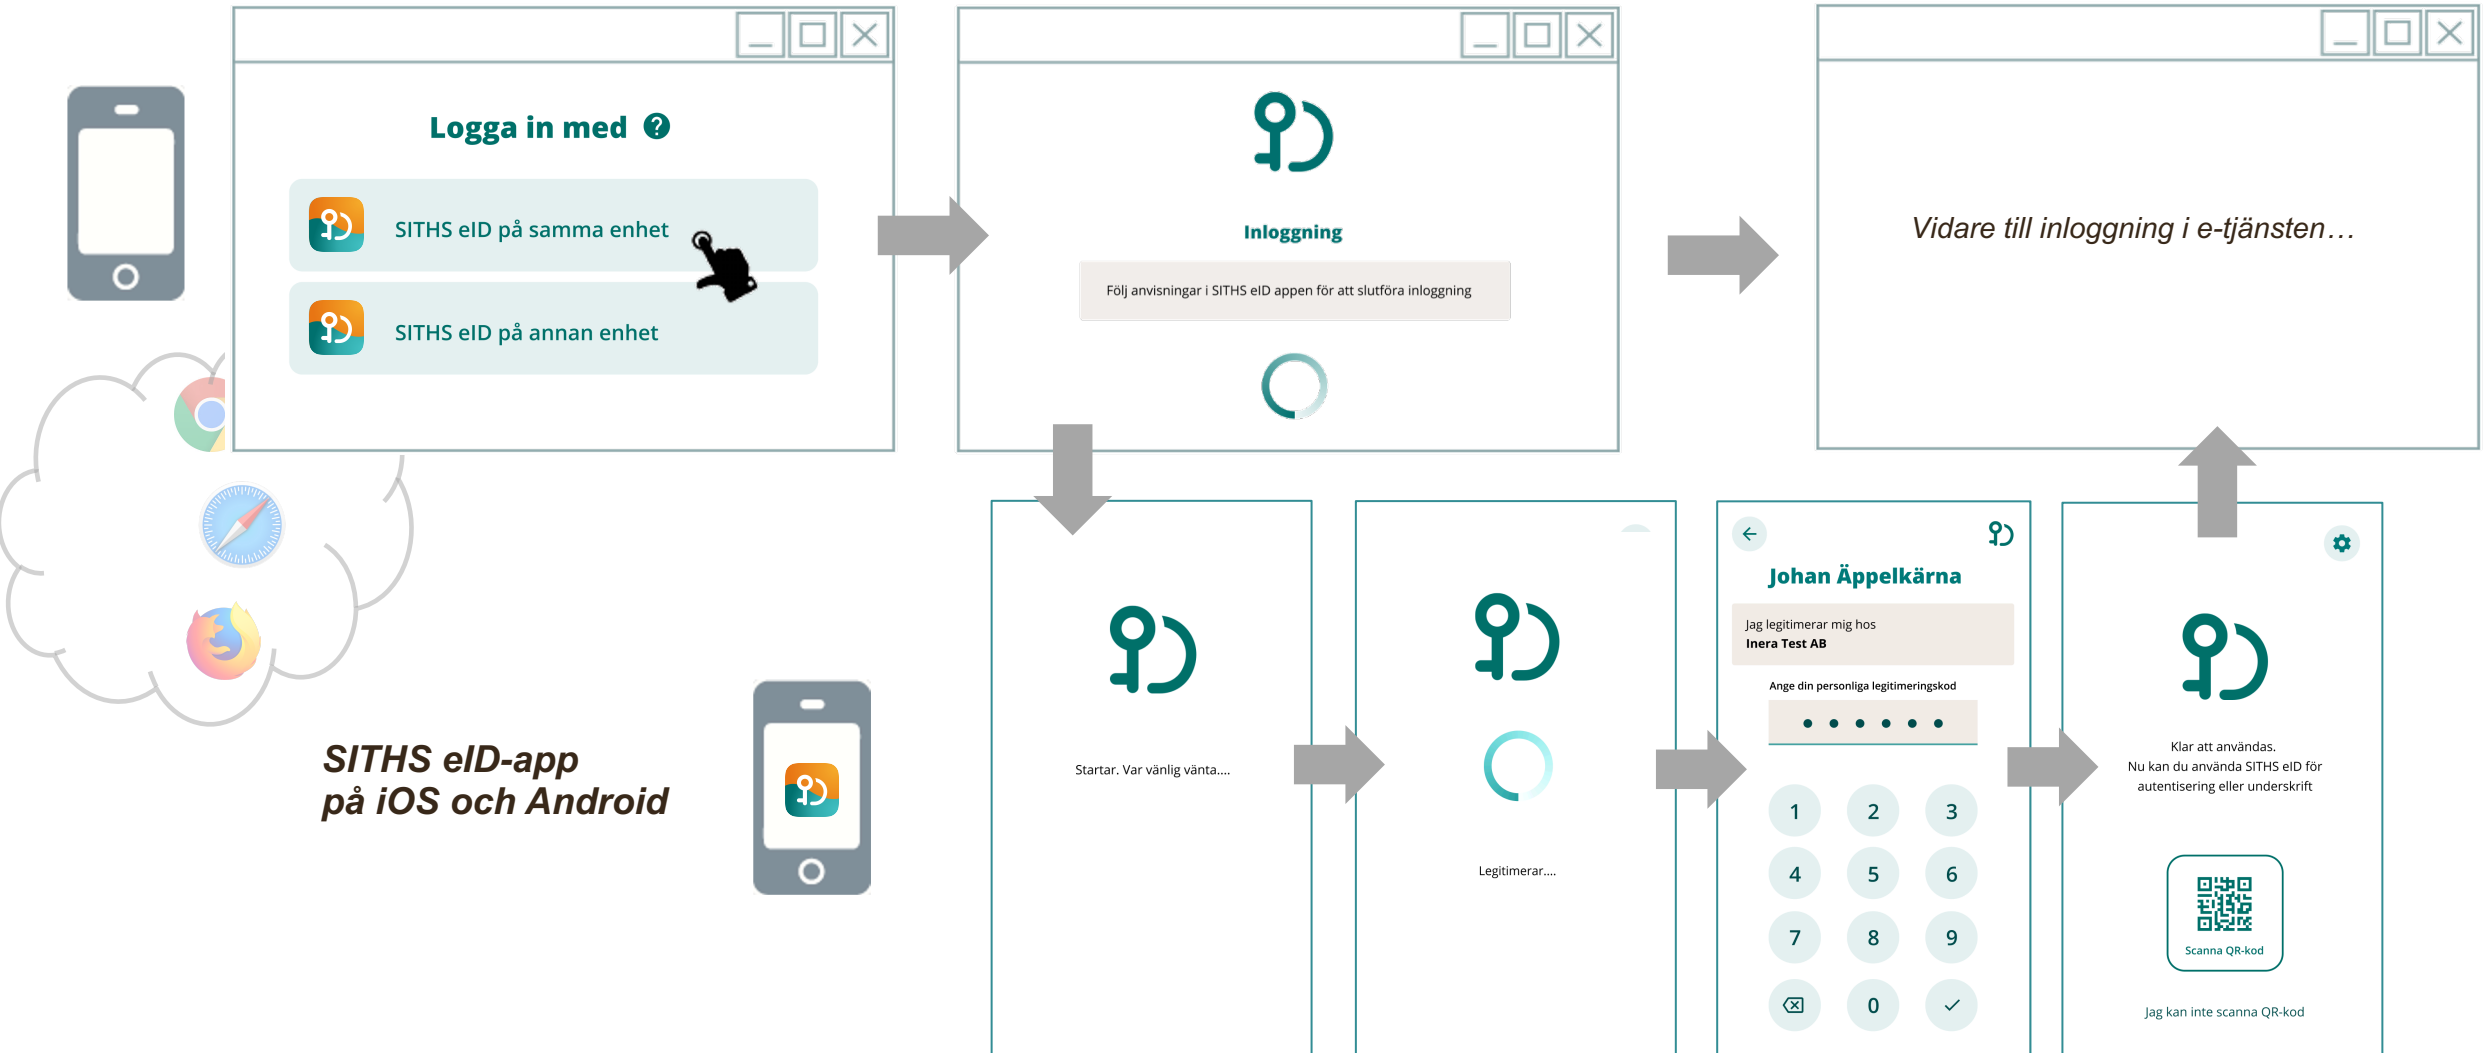 Logga in med ?
SITHS eID på samma enhet
SITHS eID på annan enhet
Inloggning
Följ anvisningar i SITHS eID appen för att slutföra inloggning
Vidare till inloggning i e-tjänsten…
SITHS eID-app
på iOS och Android
Startar. Var vänlig vänta....
Legitimerar....
Johan Äppelkärna
Jag legitimerar mig hos
Inera Test AB
Ange din personliga legitimeringskod
1 2 3
4 5 6
7 8 9
0
Klar att användas.
Nu kan du använda SITHS eID för
autentisering eller underskrift
Scanna QR-kod
Jag kan inte scanna QR-kod